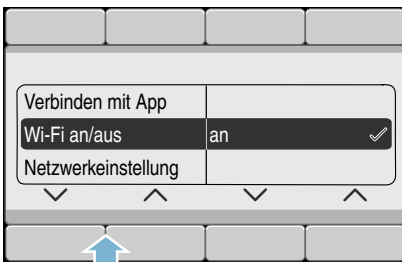 Verbinden mit App
Wi-Fi an/aus an
Netzwerkeinstellung